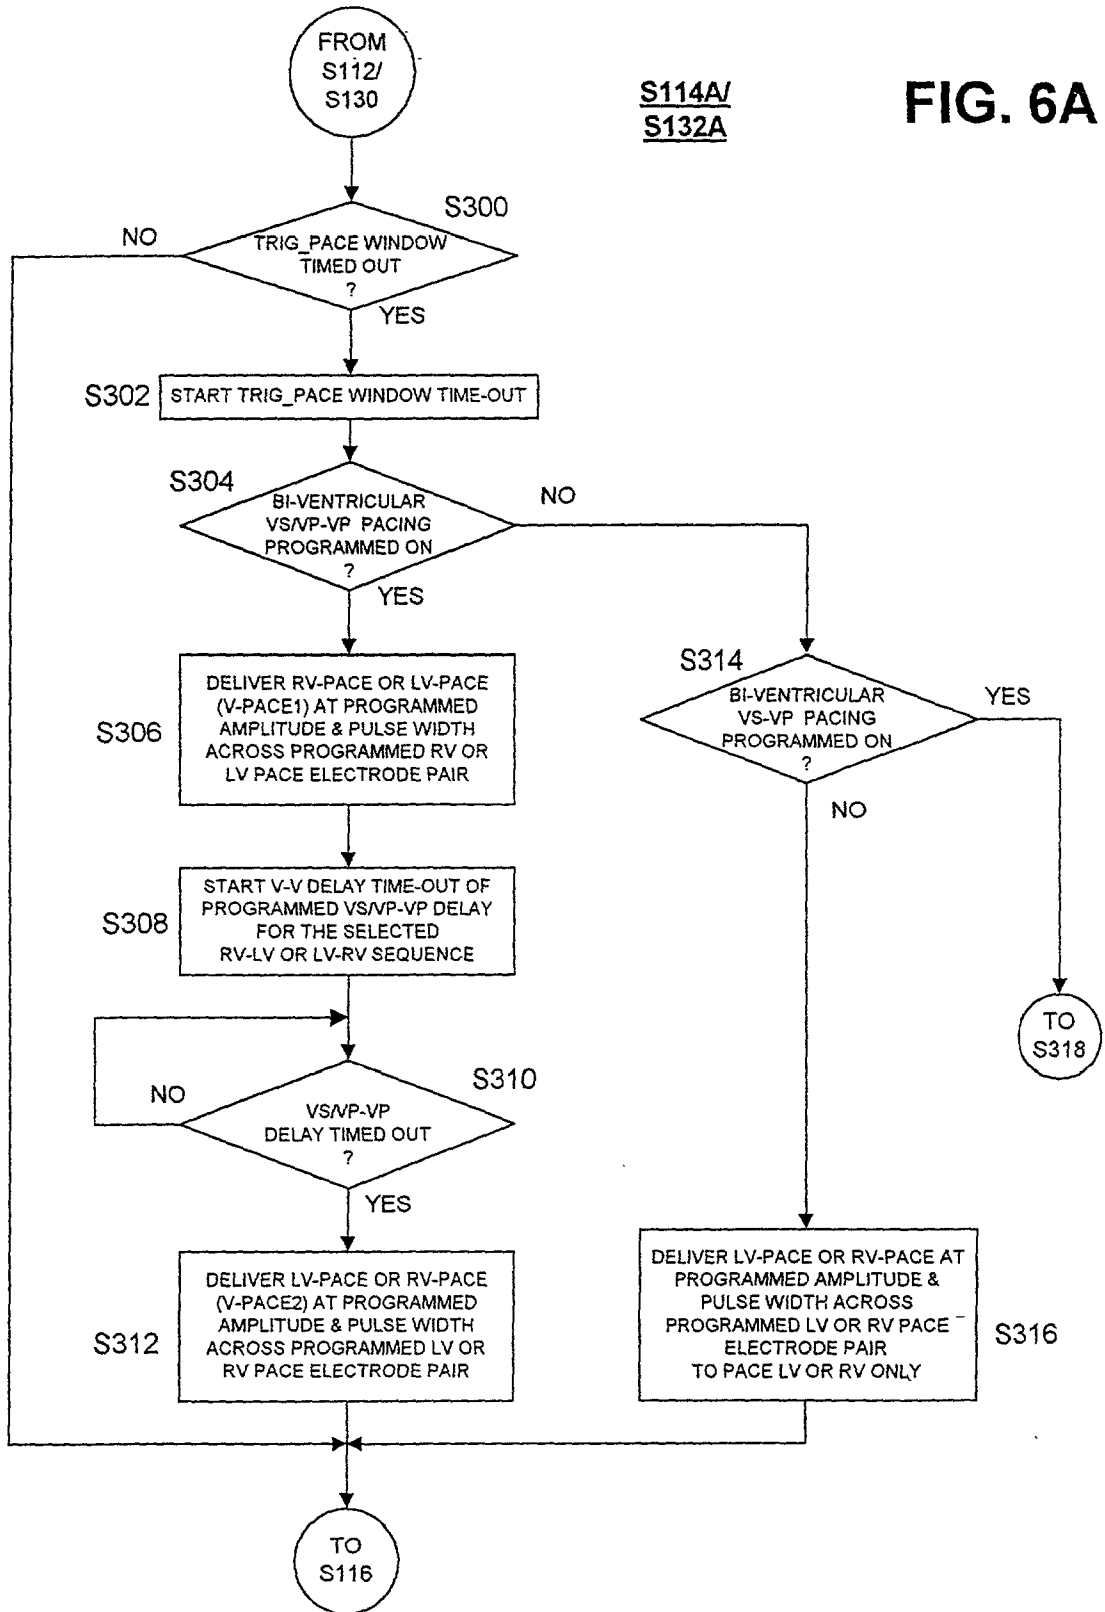 FROM
S112/
S130
S114A/
S132A
FIG. 6A
S300
NO
TRIG_PACE WINDOW
TIMED OUT
?
YES
S302
START TRIG_PACE WINDOW TIME-OUT
S304
BI-VENTRICULAR
VS/VP-VP PACING
PROGRAMMED ON
?
NO
YES
S306
DELIVER RV-PACE OR LV-PACE
(V-PACE1) AT PROGRAMMED
AMPLITUDE & PULSE WIDTH
ACROSS PROGRAMMED RV OR
LV PACE ELECTRODE PAIR
S314
BI-VENTRICULAR
VS-VP PACING
PROGRAMMED ON
?
YES
NO
S308
START V-V DELAY TIME-OUT OF
PROGRAMMED VS/VP-VP DELAY
FOR THE SELECTED
RV-LV OR LV-RV SEQUENCE
TO
S318
S310
NO
VS/VP-VP
DELAY TIMED OUT
?
YES
S312
DELIVER LV-PACE OR RV-PACE
(V-PACE2) AT PROGRAMMED
AMPLITUDE & PULSE WIDTH
ACROSS PROGRAMMED LV OR
RV PACE ELECTRODE PAIR
DELIVER LV-PACE OR RV-PACE AT
PROGRAMMED AMPLITUDE &
PULSE WIDTH ACROSS
PROGRAMMED LV OR RV PACE
ELECTRODE PAIR
TO PACE LV OR RV ONLY
S316
TO
S116